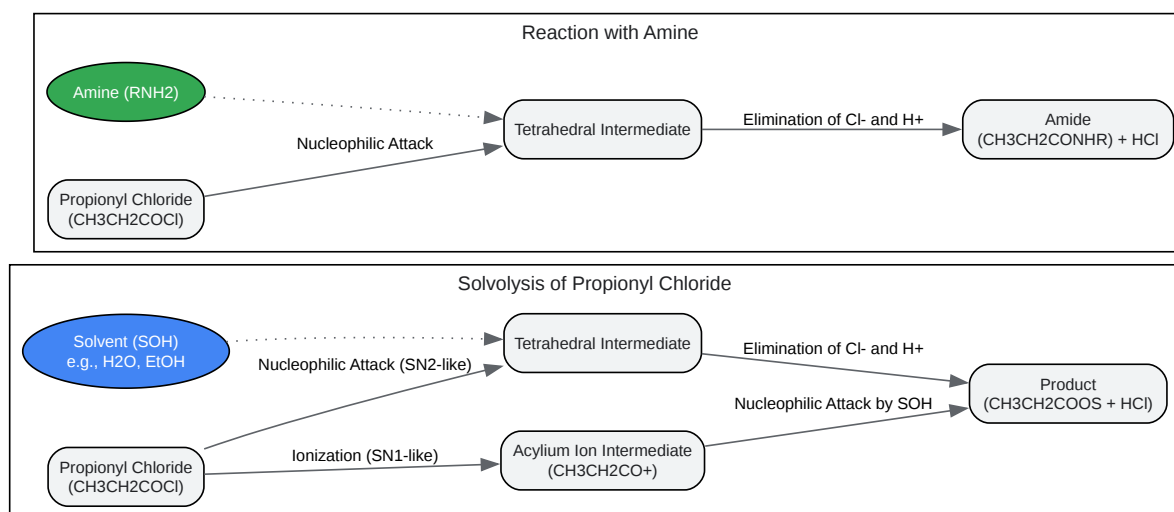 Reaction with Amine
Amine (RNH2)
Nucleophilic Attack
Propionyl Chloride
(CH3CH2COCl)
Tetrahedral Intermediate
Elimination of Cl- and H+
Amide
(CH3CH2CONHR) + HCl
Solvolysis of Propionyl Chloride
Solvent (SOH)
e.g., H2O, EtOH
Nucleophilic Attack (SN2-like)
Propionyl Chloride
(CH3CH2COCl)
Ionization (SN1-like)
Tetrahedral Intermediate
Elimination of Cl- and H+
Acylium Ion Intermediate
(CH3CH2CO+)
Nucleophilic Attack by SOH
Product
(CH3CH2COOS + HCl)